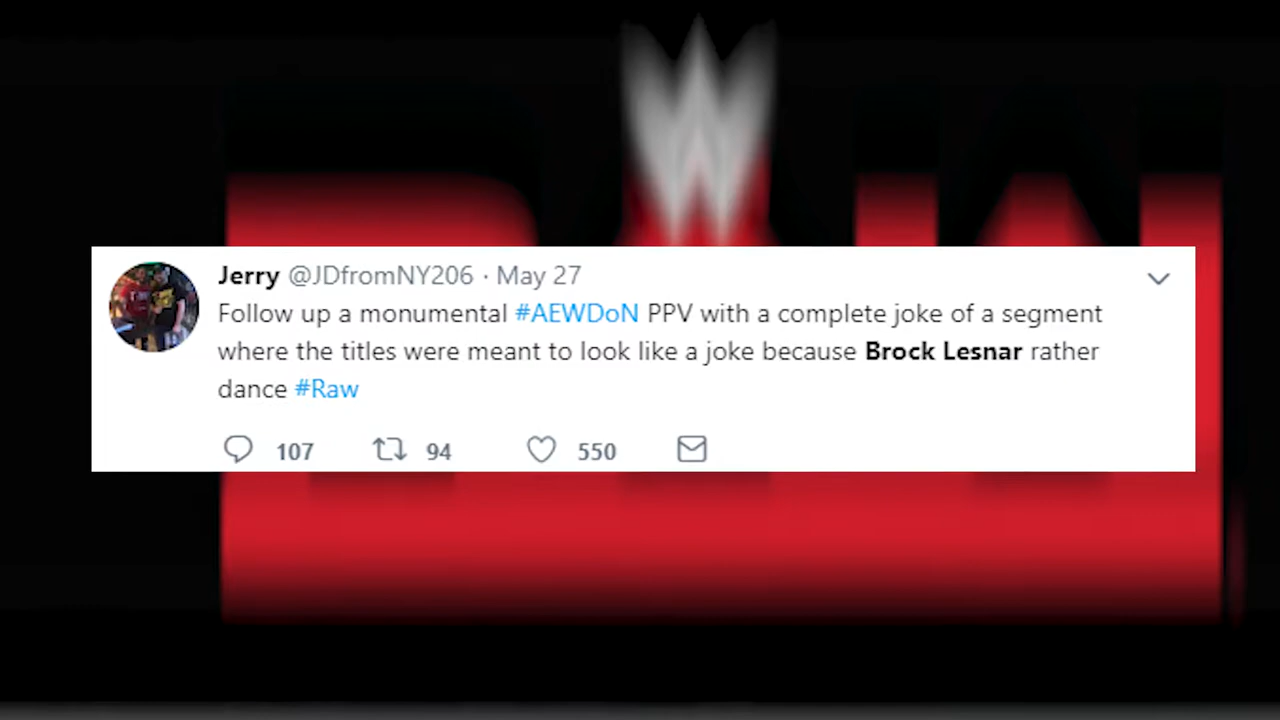 Jerry @JDfromNY206 · May 27
Follow up a monumental #AEWDoN PPV with a complete joke of a segment
where the titles were meant to look like a joke because Brock Lesnar rather
dance #Raw
107 94 550